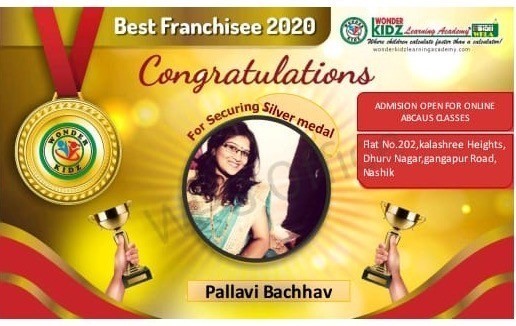 Best Franchisee 2020
WONDER
KIDZ Learning Academy
WKLA
Where children calculate faster than a calculator!
wonderkidzlearningacademy.com
Congratulations
For Securing Silver medal
ADMISION OPEN FOR ONLINE
ABCAUS CLASSES
Flat No.202,kalashree Heights,
Dhurv Nagar,gangapur Road,
Nashik
WONDER
KIDZ
Pallavi Bachhav